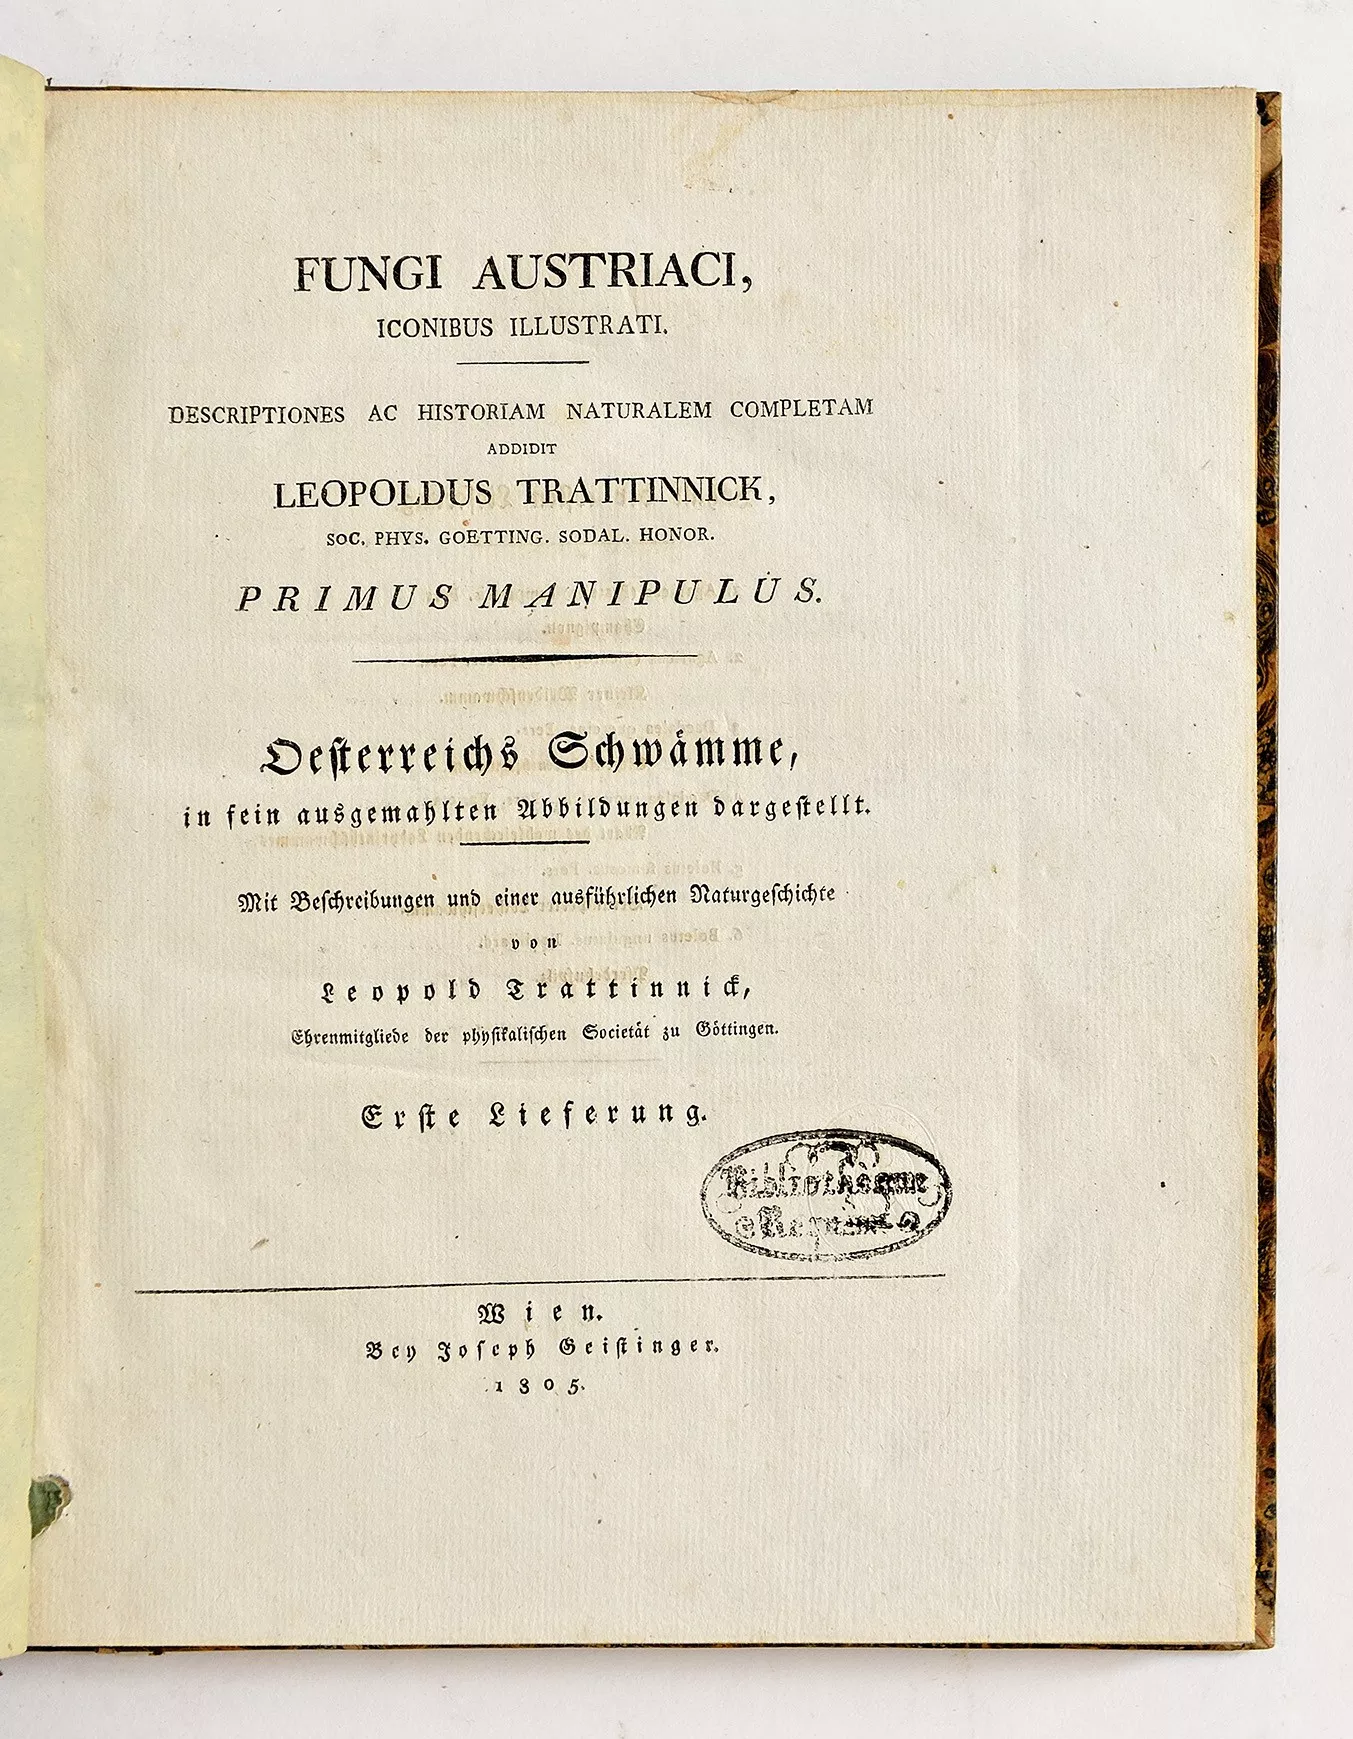 FUNGI AUSTRIACI,
ICONIBUS ILLUSTRATI.
DESCRIPTIONES AC HISTORIAM NATURALEM COMPLETAM
ADDIDIT
LEOPOLDUS TRATTINNICK,
SOC. PHYS. GOETTING. SODAL. HONOR.
PRIMUS MANIPULUS.
Oesterreichs Schwämme,
in fein ausgemahlten Abbildungen dargestellt.
Mit Beschreibungen und einer ausführlichen Naturgeschichte
von
Leopold Trattinnick,
Ehrenmitgliede der physikalischen Societät zu Göttingen.
Erste Lieferung.
Bibliothèque
Wien.
Bey Joseph Geistinger.
1805.